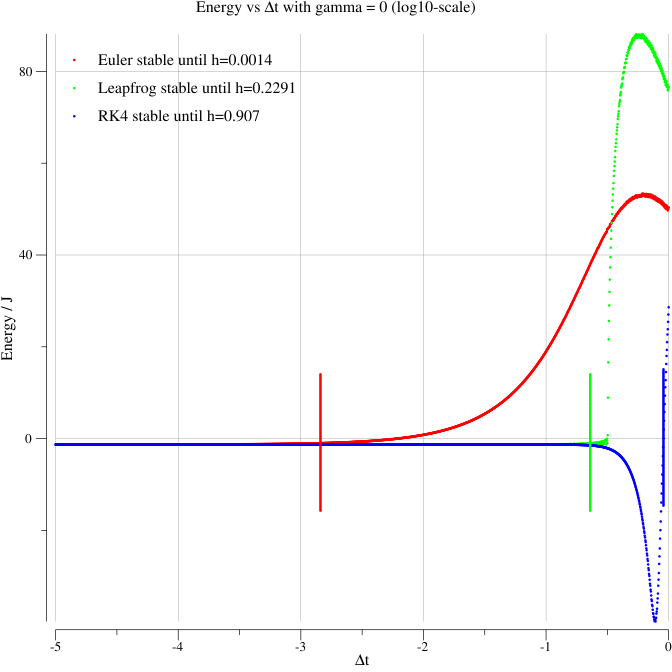 Energy vs Δt with gamma = 0 (log10-scale)
Euler stable until h=0.0014
Leapfrog stable until h=0.2291
RK4 stable until h=0.907
80
40
0
Energy / J
-5 -4 -3 -2 -1 0
Δt